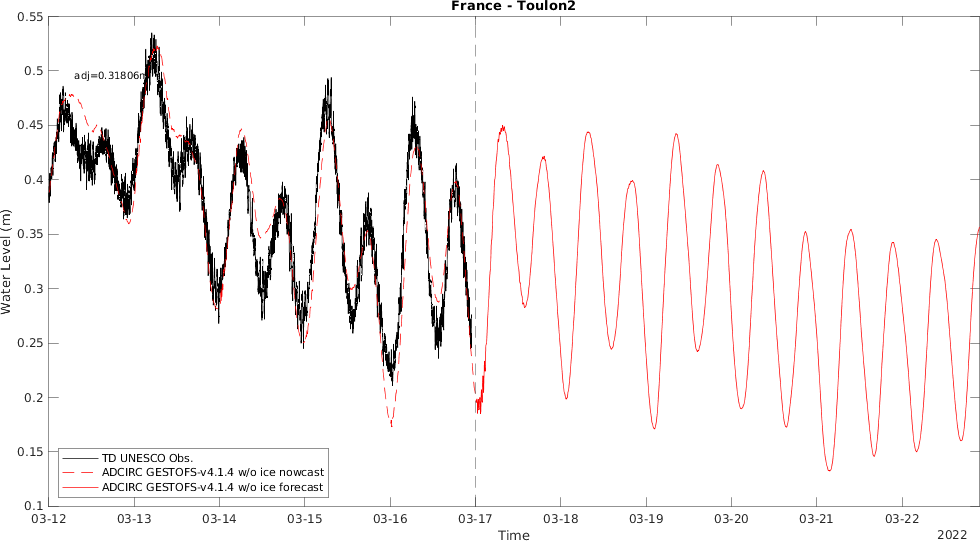 France - Toulon2
0.55
0.5
0.45
0.4
0.35
0.3
0.25
0.2
0.15
0.1
Water Level (m)
adj=0.31806m
TD UNESCO Obs.
ADCIRC GESTOFS-v4.1.4 w/o ice nowcast
ADCIRC GESTOFS-v4.1.4 w/o ice forecast
03-12 03-13 03-14 03-15 03-16 03-17 03-18 03-19 03-20 03-21 03-22
Time
2022